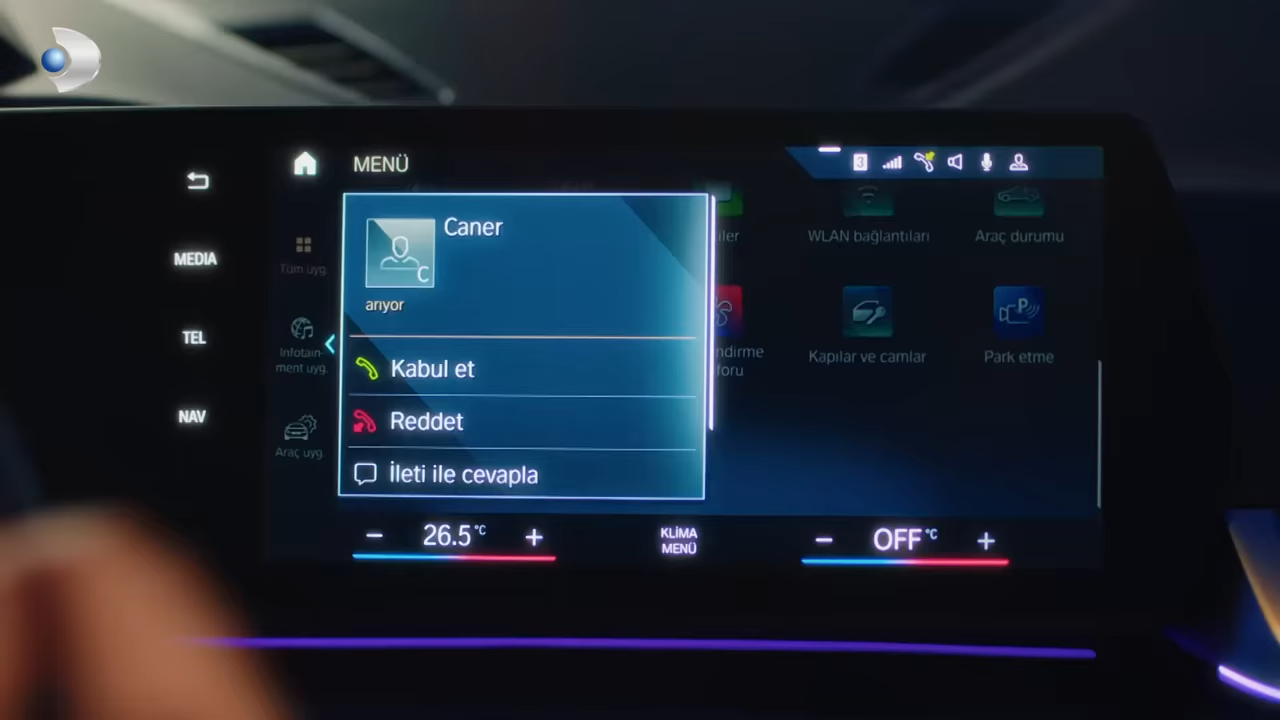 MENÜ
3
MEDIA
TEL
NAV
Tüm uyg.
Infotain-
ment uyg.
Araç uyg.
Caner
C
arıyor
Kabul et
Reddet
İleti ile cevapla
WLAN bağlantıları
Araç durumu
Kapılar ve camlar
P
Park etme
26.5 °C
KLİMA
MENÜ
OFF °C